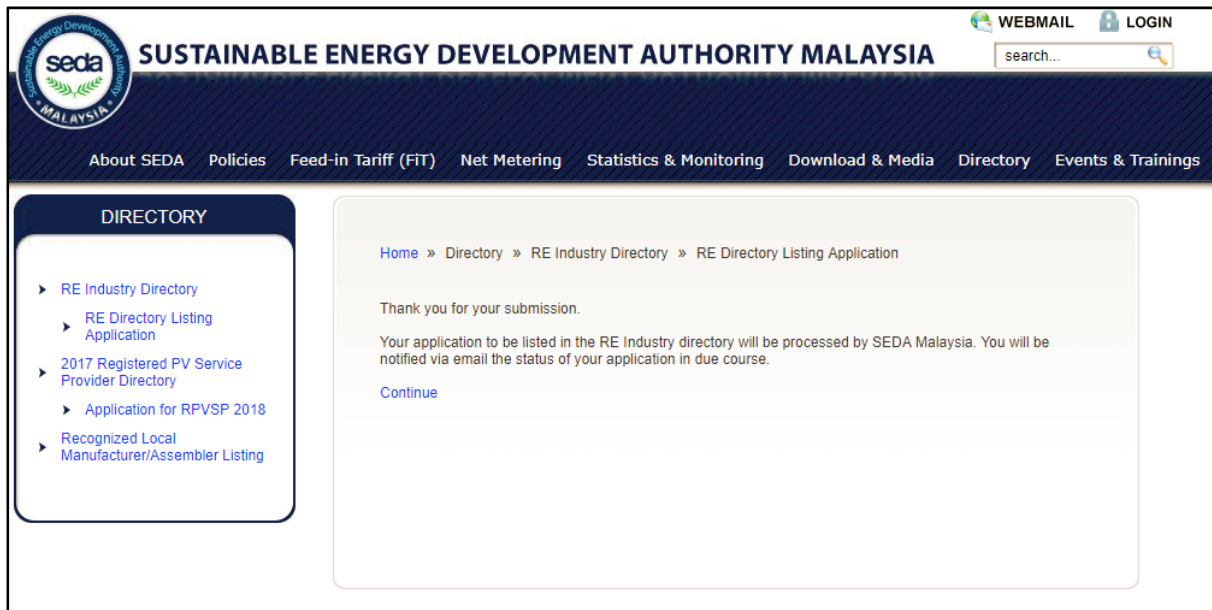 WEBMAIL LOGIN
Sustainable Energy Development Authority
seda
MALAYSIA
SUSTAINABLE ENERGY DEVELOPMENT AUTHORITY MALAYSIA
search...
About SEDA Policies Feed-in Tariff (FiT) Net Metering Statistics & Monitoring Download & Media Directory Events & Trainings
DIRECTORY
RE Industry Directory
RE Directory Listing
Application
2017 Registered PV Service
Provider Directory
Application for RPVSP 2018
Recognized Local
Manufacturer/Assembler Listing
Home » Directory » RE Industry Directory » RE Directory Listing Application
Thank you for your submission.
Your application to be listed in the RE Industry directory will be processed by SEDA Malaysia. You will be
notified via email the status of your application in due course.
Continue